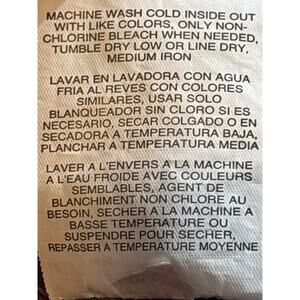 MACHINE WASH COLD INSIDE OUT
WITH LIKE COLORS, ONLY NON-
CHLORINE BLEACH WHEN NEEDED,
TUMBLE DRY LOW OR LINE DRY,
MEDIUM IRON
LAVAR EN LAVADORA CON AGUA
FRIA AL REVES CON COLORES
SIMILARES, USAR SOLO
BLANQUEADOR SIN CLORO SI ES
NECESARIO, SECAR COLGADO O EN
SECADORA A TEMPERATURA BAJA,
PLANCHAR A TEMPERATURA MEDIA
LAVER A L'ENVERS A LA MACHINE
A L'EAU FROIDE AVEC COULEURS
SEMBLABLES, AGENT DE
BLANCHIMENT NON CHLORE AU
BESOIN, SECHER A LA MACHINE A
BASSE TEMPERATURE OU
SUSPENDRE POUR SECHER,
REPASSER A TEMPERATURE MOYENNE